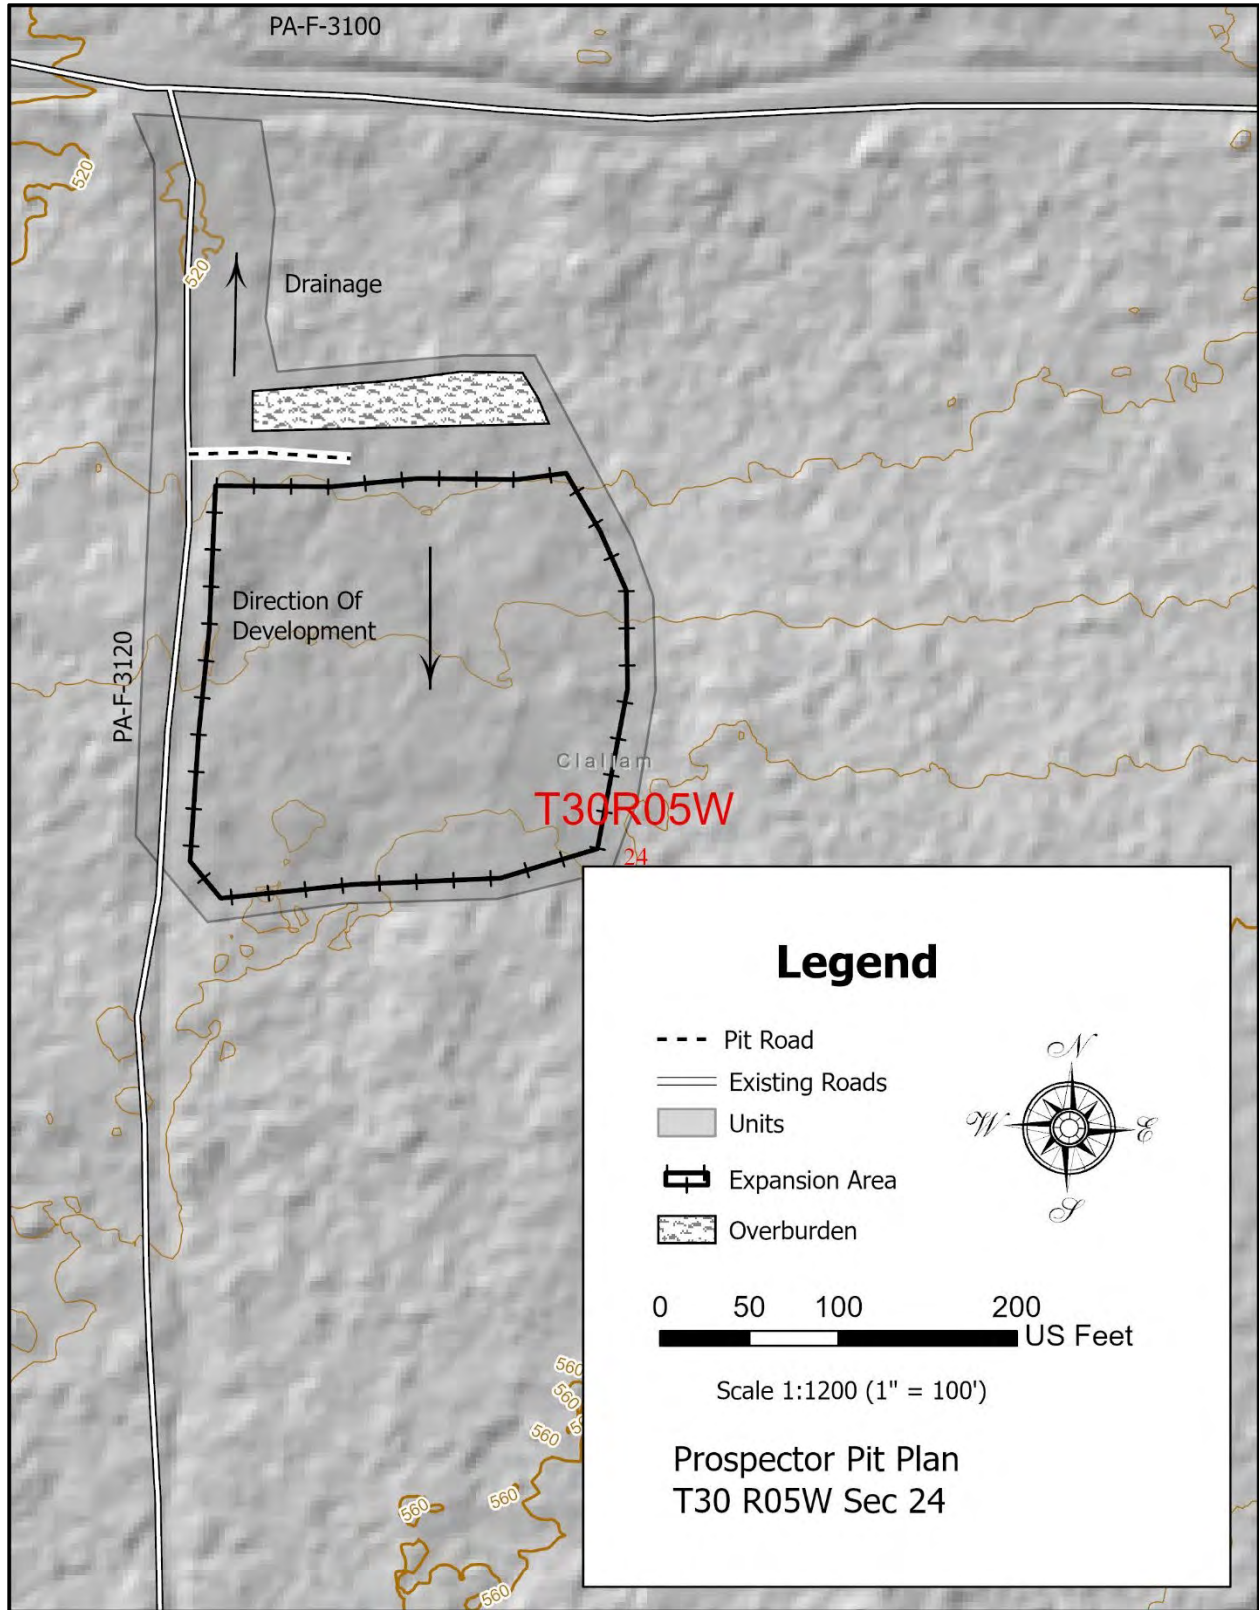 PA-F-3100
520
520
Drainage
Direction Of
Development
PA-F-3120
Clallam
T30R05W
24
Legend
Pit Road
Existing Roads
Units
Expansion Area
Overburden
N
W
E
S
0 50 100 200
US Feet
Scale 1:1200 (1" = 100')
Prospector Pit Plan
T30 R05W Sec 24
560
560
560
560
560
560